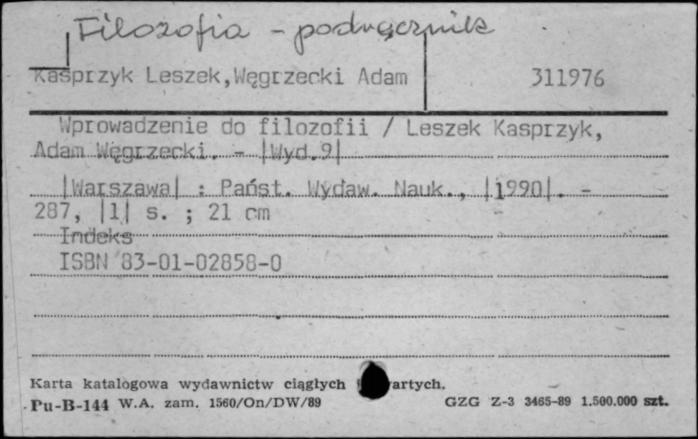 Filozofia - podręcznik
Kasprzyk Leszek,Węgrzecki Adam
311976
Wprowadzenie do filozofii / Leszek Kasprzyk,
Adam Węgrzecki. - |Wyd.9|
|Warszawa| : Państ. Wydaw. Nauk., |1990|. -
287, |1| s. ; 21 cm
Indeks
ISBN 83-01-02858-0
Karta katalogowa wydawnictw ciągłych artych.
Pu-B-144 W.A. zam. 1560/On/DW/89
GZG Z-3 3465-89 1.500.000 szt.